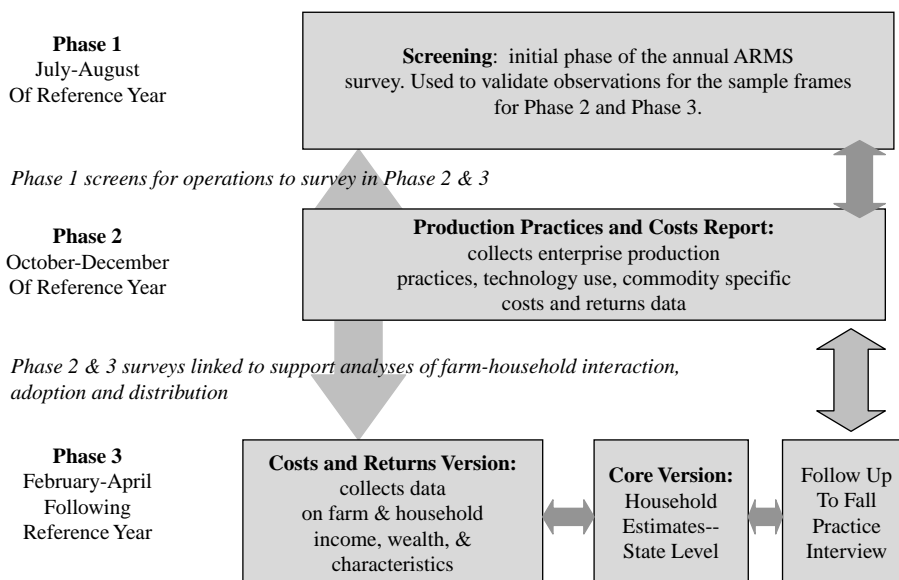 Phase 1
July-August
Of Reference Year
Screening: initial phase of the annual ARMS
survey. Used to validate observations for the sample frames
for Phase 2 and Phase 3.
Phase 1 screens for operations to survey in Phase 2 & 3
Phase 2
October-December
Of Reference Year
Production Practices and Costs Report:
collects enterprise production
practices, technology use, commodity specific
costs and returns data
Phase 2 & 3 surveys linked to support analyses of farm-household interaction,
adoption and distribution
Phase 3
February-April
Following
Reference Year
Costs and Returns Version:
collects data
on farm & household
income, wealth, &
characteristics
Core Version:
Household
Estimates--
State Level
Follow Up
To Fall
Practice
Interview